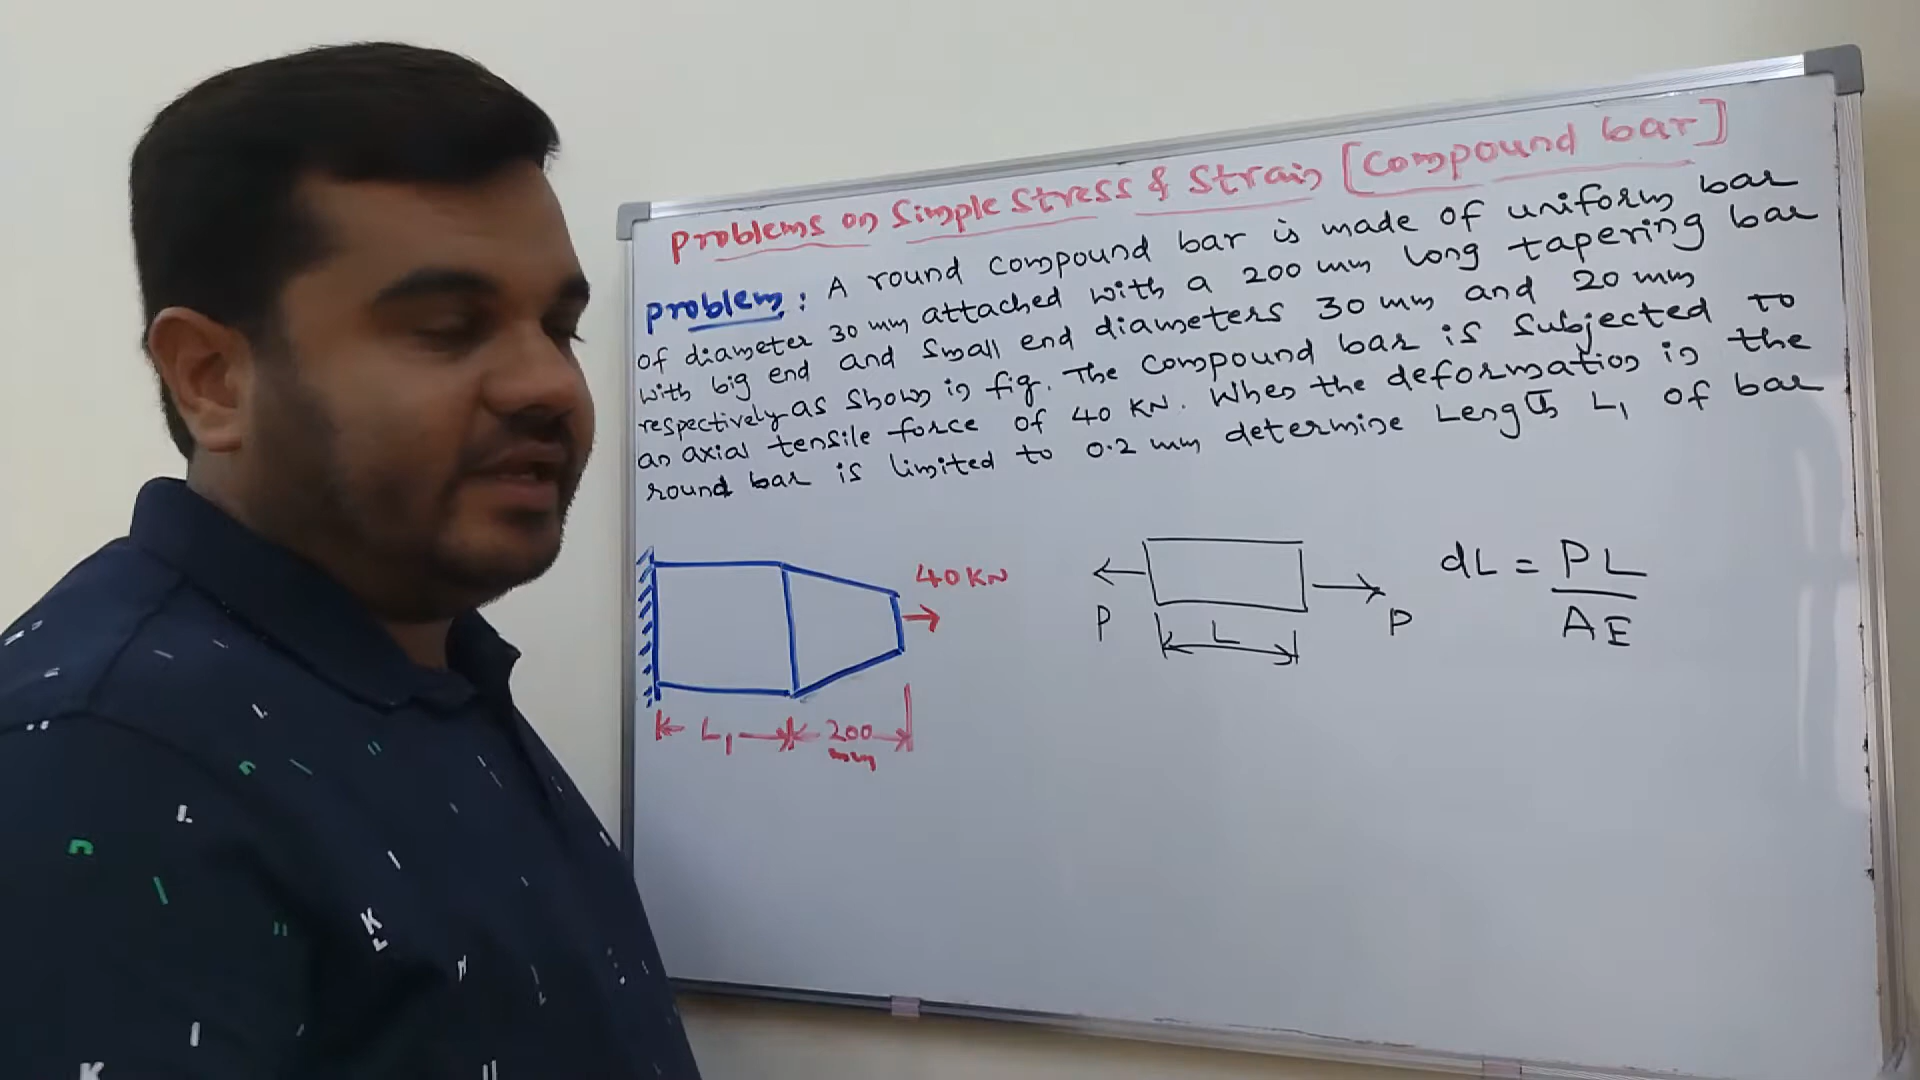 Problems on Simple Stress & Strain [Compound bar]
Problem: A round compound bar is made of uniform bar
of diameter 30 mm attached with a 200 mm long tapering bar
with big end and small end diameters 30 mm and 20 mm
respectively as shown in fig. The compound bar is subjected to
an axial tensile force of 40 KN. When the deformation in the
round bar is limited to 0.2 mm determine Length L1 of bar
40 KN
L1
200
mm
P
L
P
dL = PL
AE